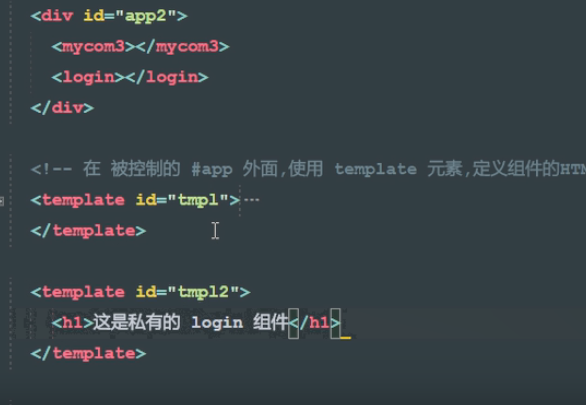 <div id="app2">
<mycom3></mycom3>
<login></login>
</div>
<!-- 在 被控制的 #app 外面,使用 template 元素,定义组件的HTM
<template id="tmpl">...
</template>
<template id="tmpl2">
<h1>这是私有的 login 组件</h1>
</template>